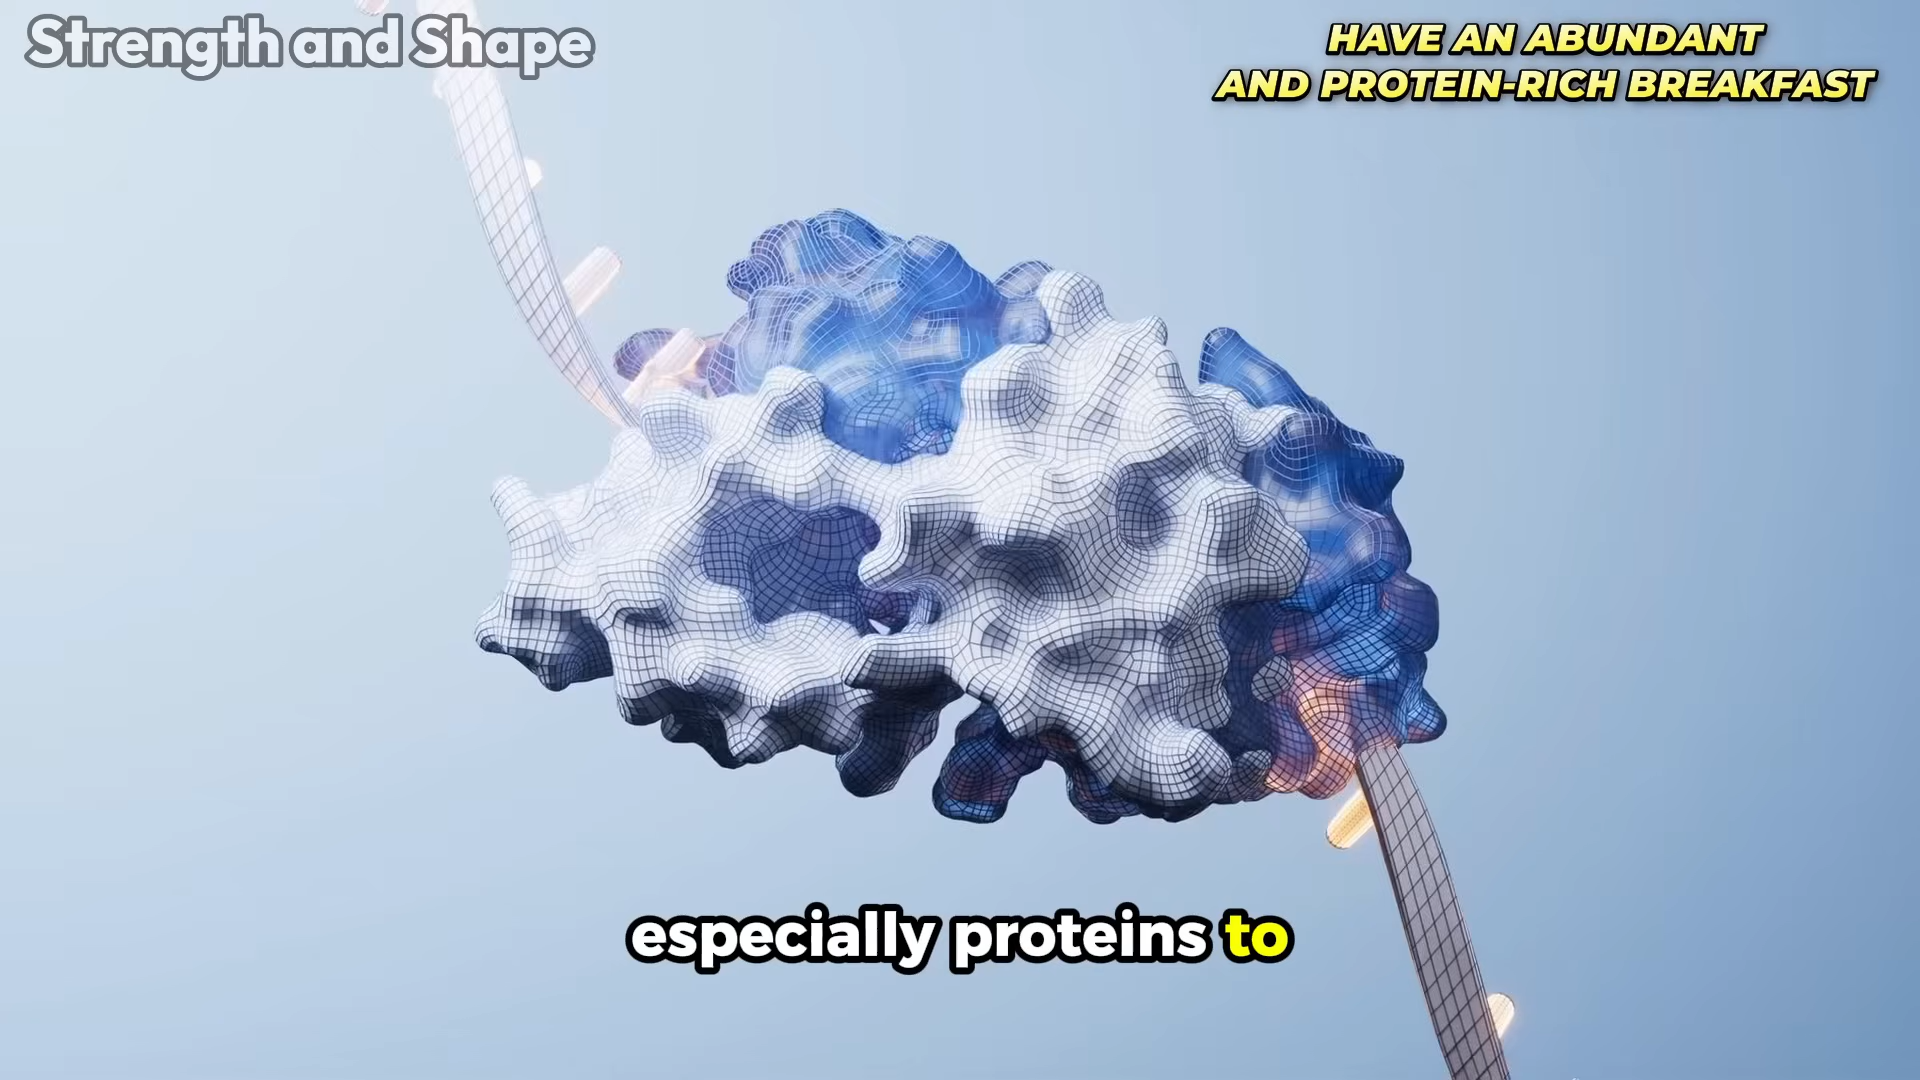 Strength and Shape
HAVE AN ABUNDANT
AND PROTEIN-RICH BREAKFAST
especially proteins to